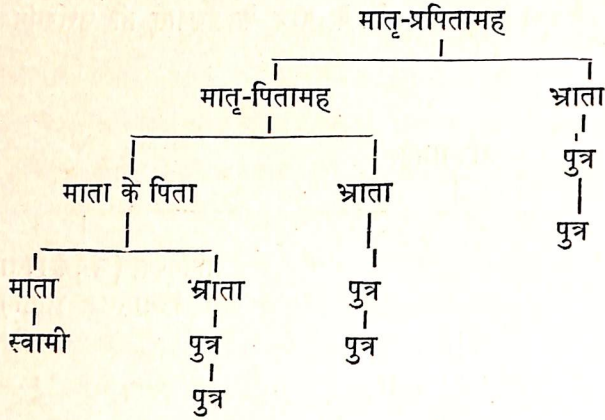 मातृ-प्रपितामह
मातृ-पितामह भ्राता
पुत्र
माता के पिता भ्राता
पुत्र
माता भ्राता पुत्र
स्वामी पुत्र पुत्र
पुत्र